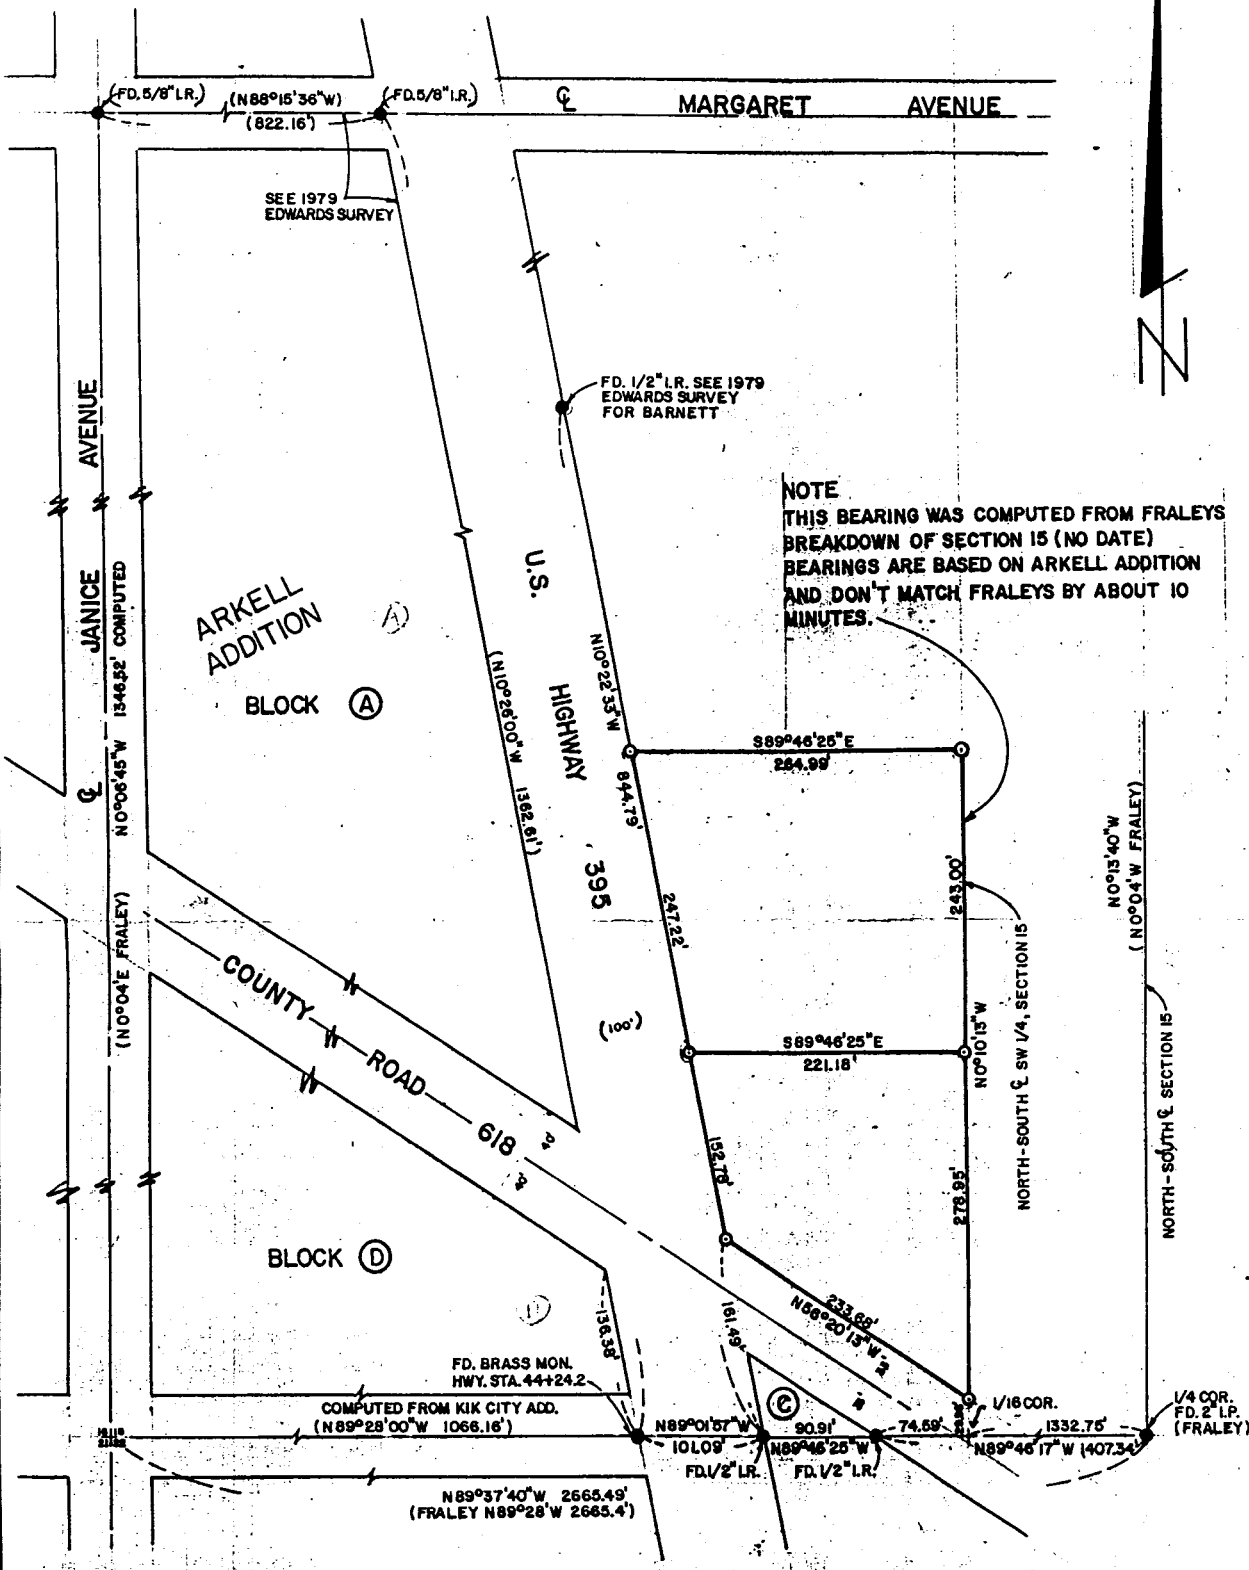 (FD. 5/8" I.R.)
(N88°15'36"W)
(822.16')
(FD. 5/8" I.R.)
℄ MARGARET AVENUE
SEE 1979
EDWARDS SURVEY
FD. 1/2" I.R. SEE 1979
EDWARDS SURVEY
FOR BARNETT
N
NOTE
THIS BEARING WAS COMPUTED FROM FRALEYS
BREAKDOWN OF SECTION 15 (NO DATE)
BEARINGS ARE BASED ON ARKELL ADDITION
AND DON'T MATCH FRALEYS BY ABOUT 10
MINUTES.
℄ JANICE AVENUE
N0°06'45"W 1346.52' COMPUTED
(N0°04'E FRALEY)
ARKELL
ADDITION
A
BLOCK A
U.S. HIGHWAY 395
(N10°26'00"W 1362.61')
N10°22'33"W 844.79'
S89°46'25"E
264.99'
247.22'
243.00'
(100')
S89°46'25"E
221.18'
N0°10'13"W
NORTH-SOUTH ℄ SW 1/4, SECTION 15
N0°13'40"W
(N0°04'W FRALEY)
NORTH-SOUTH ℄ SECTION 15
COUNTY ROAD 618
40'
40'
152.78'
278.95'
BLOCK D
D
136.38'
161.49'
233.68'
N56°20'13"W
FD. BRASS MON.
HWY. STA. 44+24.2
COMPUTED FROM KIK CITY ADD.
(N89°28'00"W 1066.16')
C
1/16 COR.
1/4 COR.
FD. 2" I.P.
(FRALEY)
N89°01'57"W
101.09'
90.91'
N89°46'25"W
74.59'
1332.75'
N89°46'17"W (407.34'
FD. 1/2" I.R.
FD. 1/2" I.R.
N89°37'40"W 2665.49'
(FRALEY N89°28'W 2665.4')